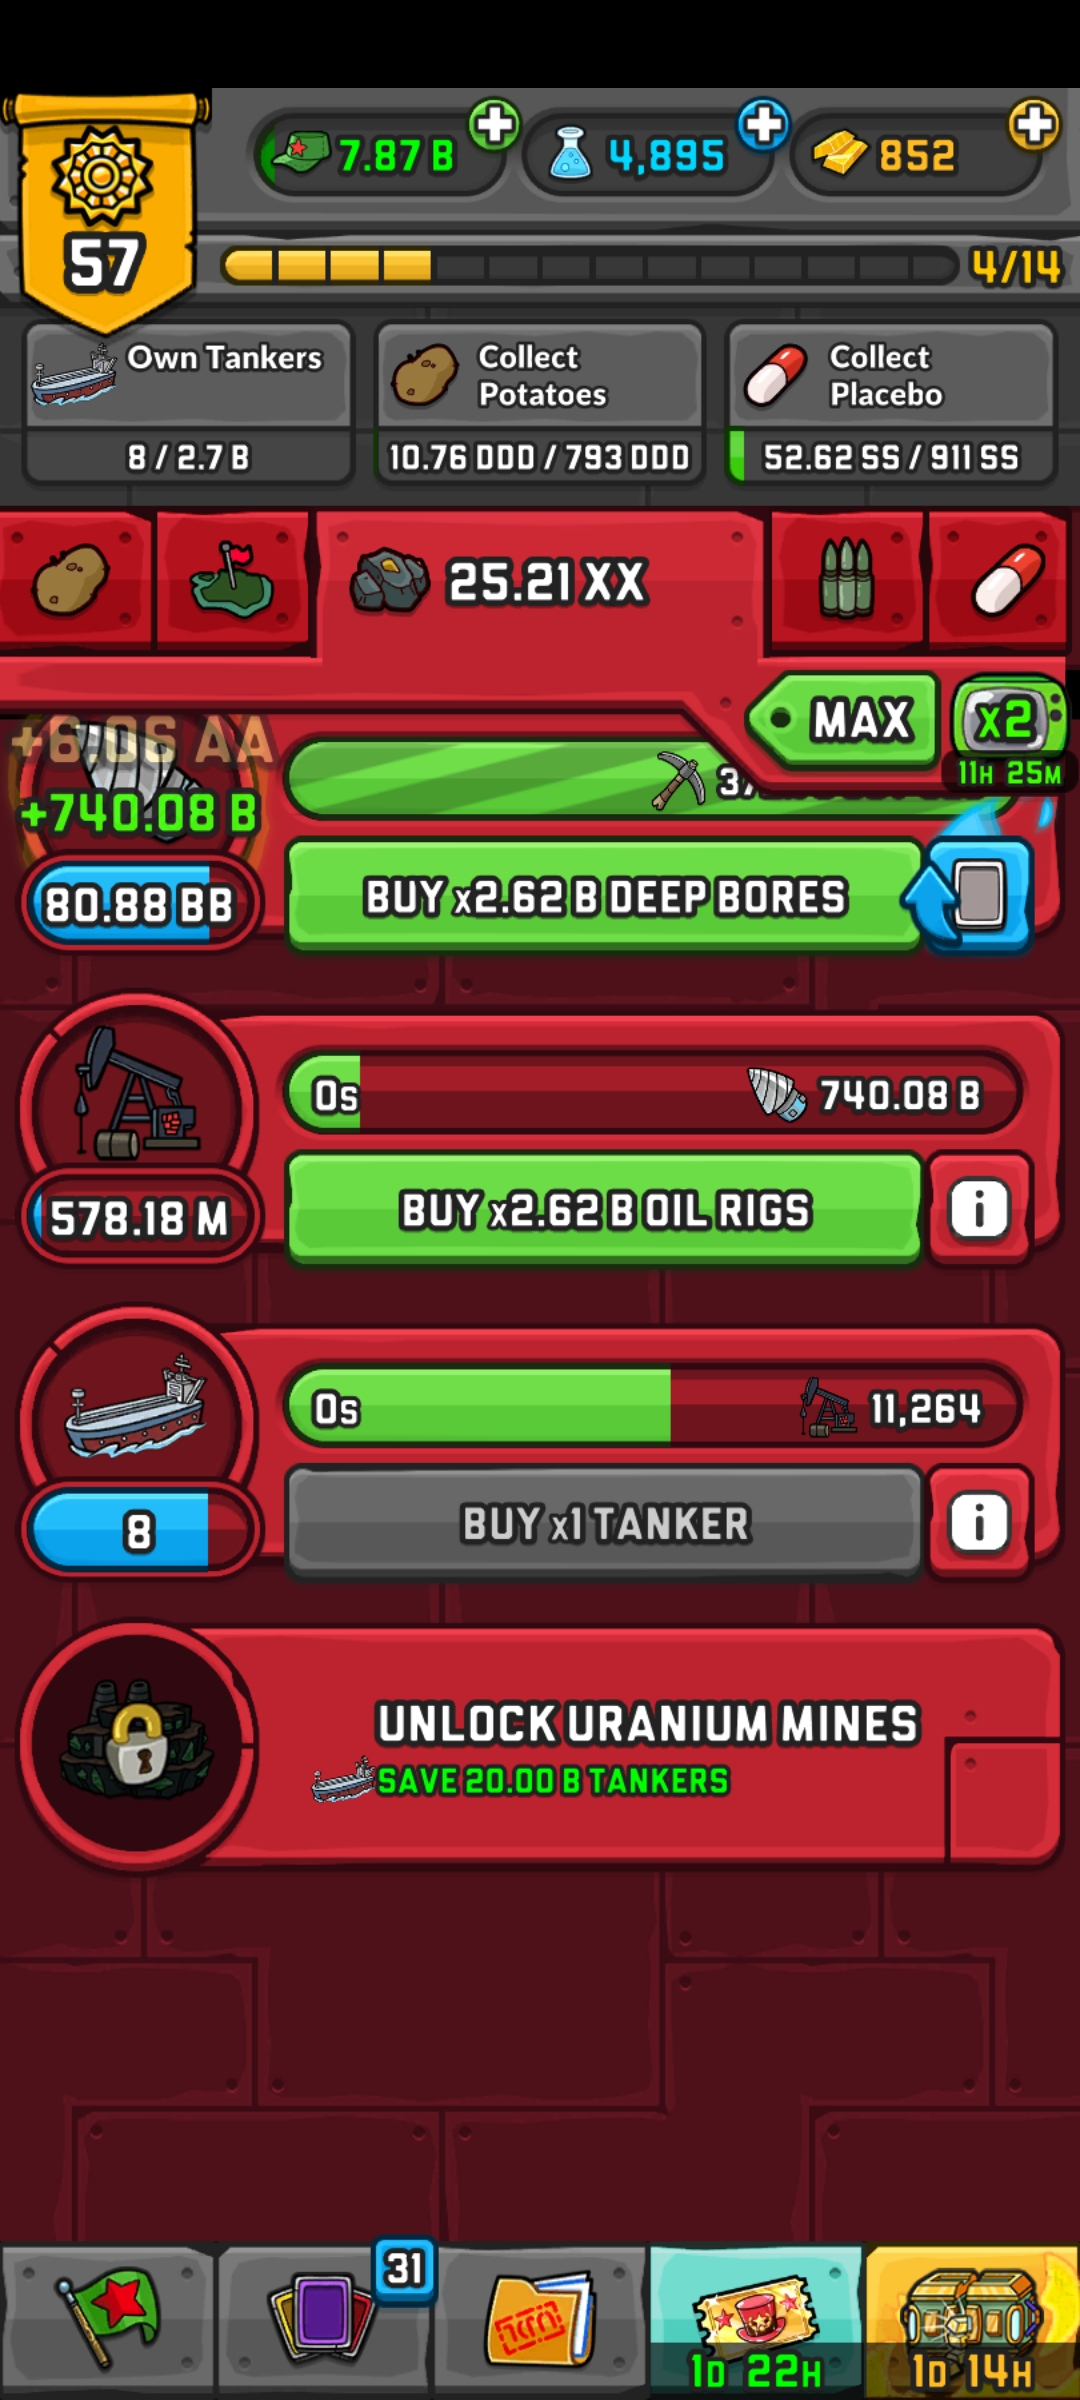 7.87 B
4,895
852
57
4/14
Own Tankers
8 / 2.7 B
Collect
Potatoes
10.76 DDD / 793 DDD
Collect
Placebo
52.62 SS / 911 SS
25.21 XX
MAX
x2
11H 25M
+6.06 AA
+740.08 B
80.88 BB
BUY x2.62 B DEEP BORES
0s
740.08 B
578.18 M
BUY x2.62 B OIL RIGS
i
0s
11,264
8
BUY x1 TANKER
i
UNLOCK URANIUM MINES
SAVE 20.00 B TANKERS
31
1D 22H
1D 14H